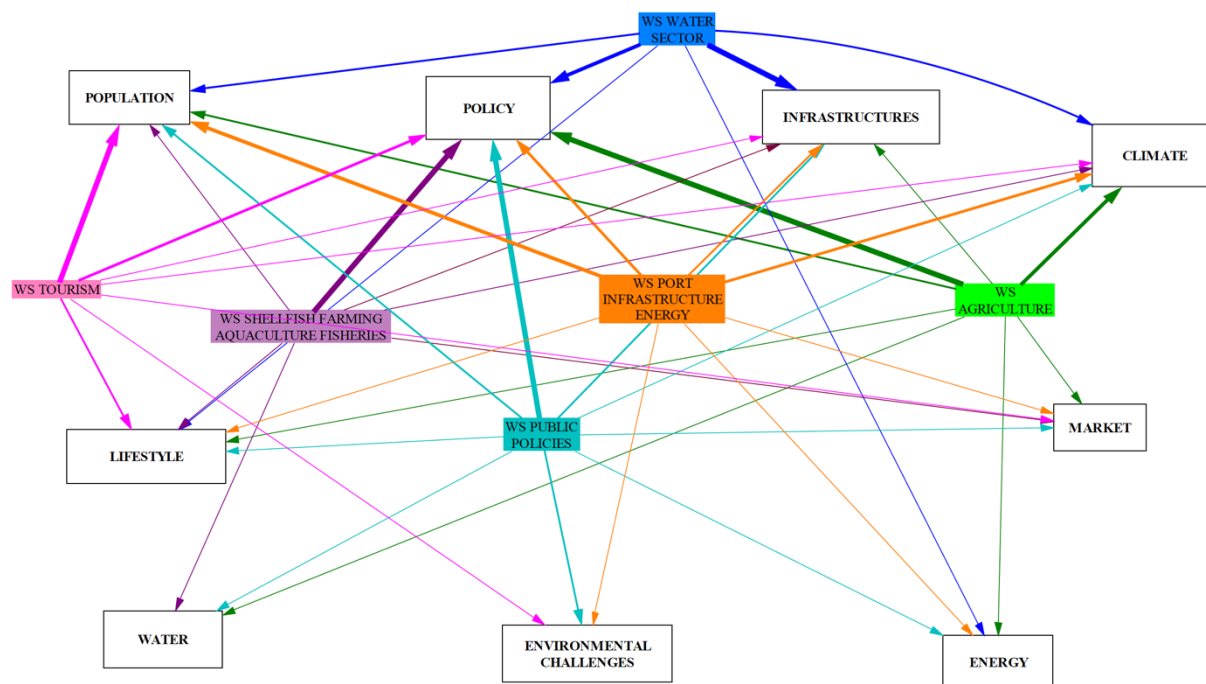 WS WATER
SECTOR
POPULATION
POLICY
INFRASTRUCTURES
CLIMATE
WS TOURISM
WS SHELLFISH FARMING
AQUACULTURE FISHERIES
WS PORT
INFRASTRUCTURE
ENERGY
WS
AGRICULTURE
LIFESTYLE
WS PUBLIC
POLICIES
MARKET
WATER
ENVIRONMENTAL
CHALLENGES
ENERGY